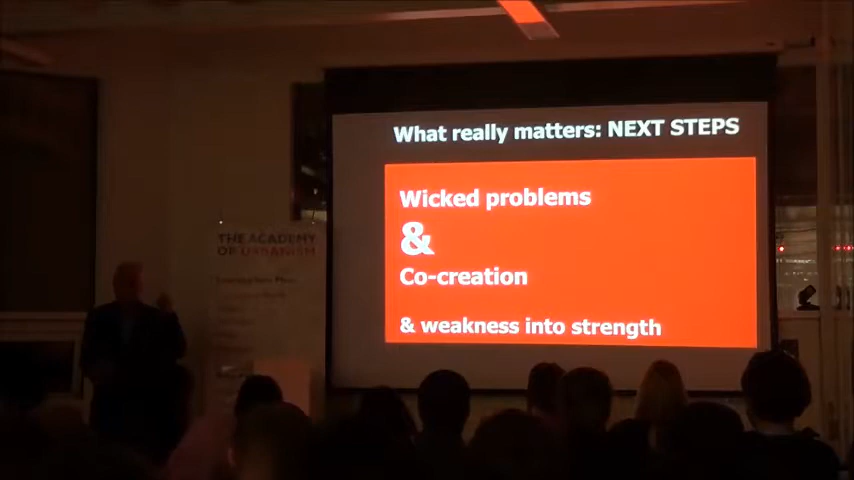 What really matters: NEXT STEPS
Wicked problems
&
Co-creation
& weakness into strength
THE ACADEMY
OF URBANISM